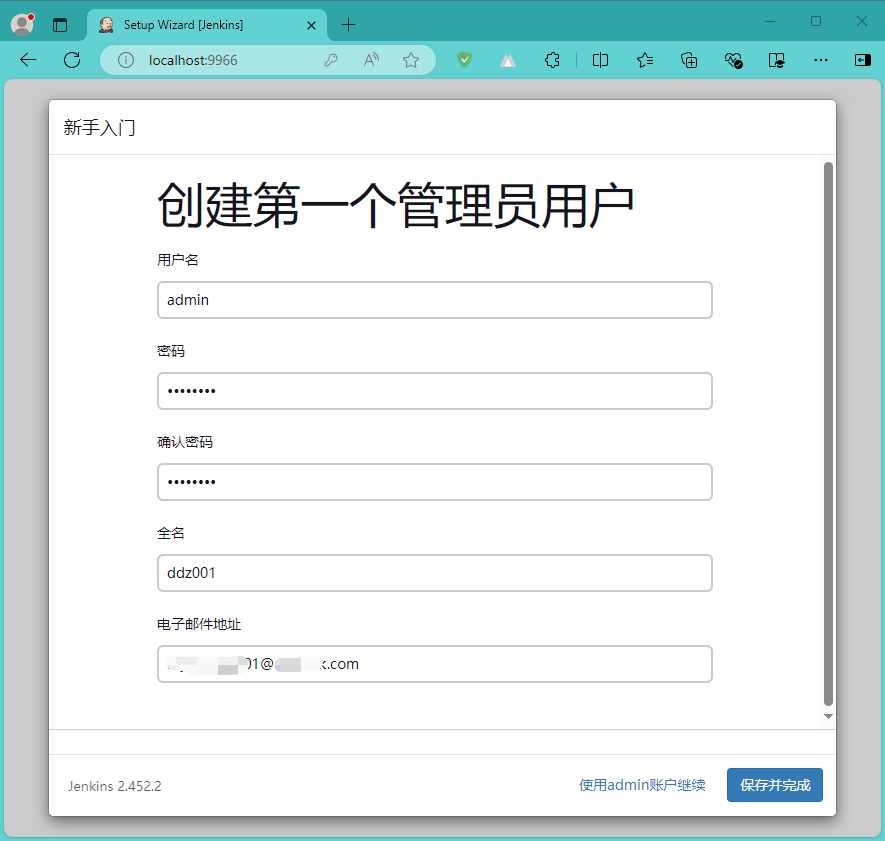 Setup Wizard [Jenkins]
localhost:9966
新手入门
创建第一个管理员用户
用户名
admin
密码
••••••••
确认密码
••••••••
全名
ddz001
电子邮件地址
01@ k.com
Jenkins 2.452.2
使用admin账户继续
保存并完成